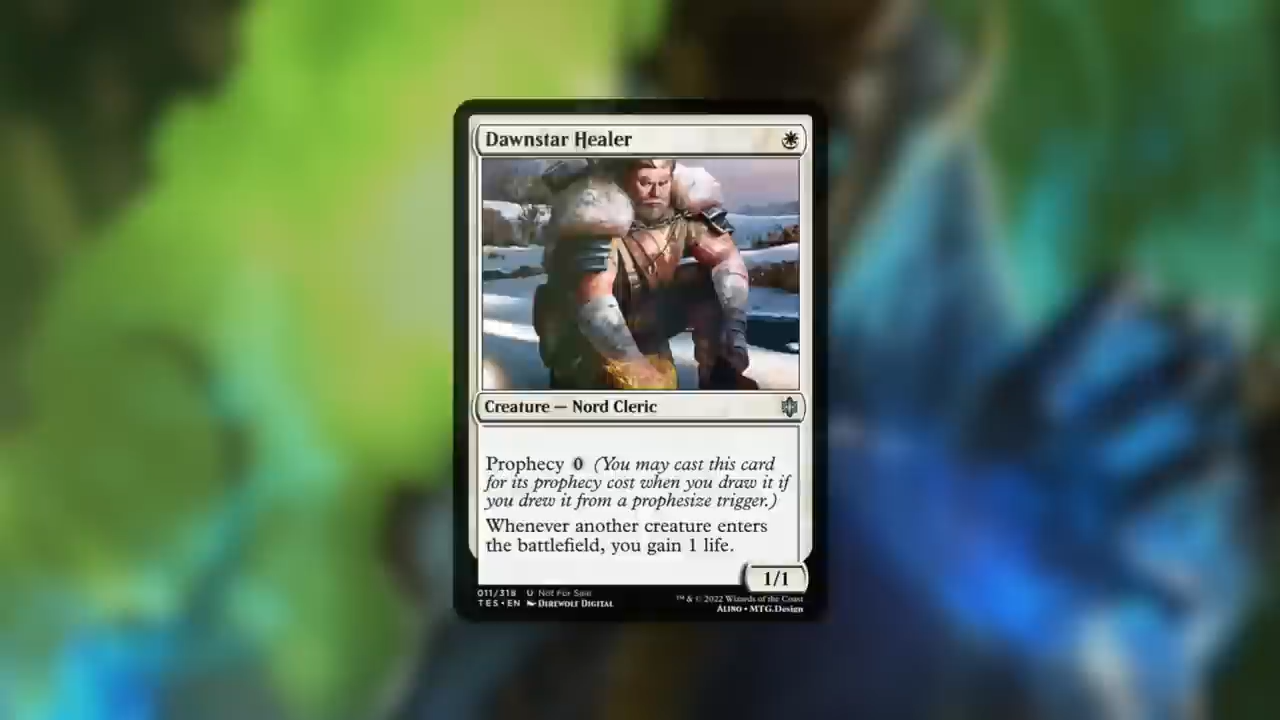 Dawnstar Healer
Creature — Nord Cleric
Prophecy 0 (You may cast this card
for its prophecy cost when you draw it if
you drew it from a prophesize trigger.)
Whenever another creature enters
the battlefield, you gain 1 life.
1/1
011/318 U Not For Sale
TES • EN Direwolf Digital
™ & © 2022 Wizards of the Coast
Alino • MTG.Design